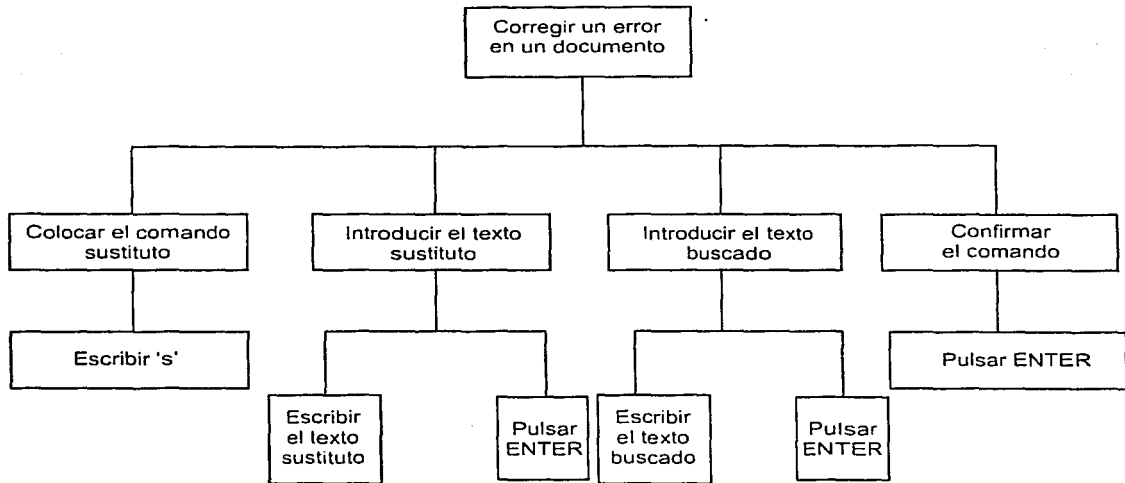 Corregir un error
en un documento
Colocar el comando
sustituto
Introducir el texto
sustituto
Introducir el texto
buscado
Confirmar
el comando
Escribir 's'
Pulsar ENTER
Escribir
el texto
sustituto
Pulsar
ENTER
Escribir
el texto
buscado
Pulsar
ENTER